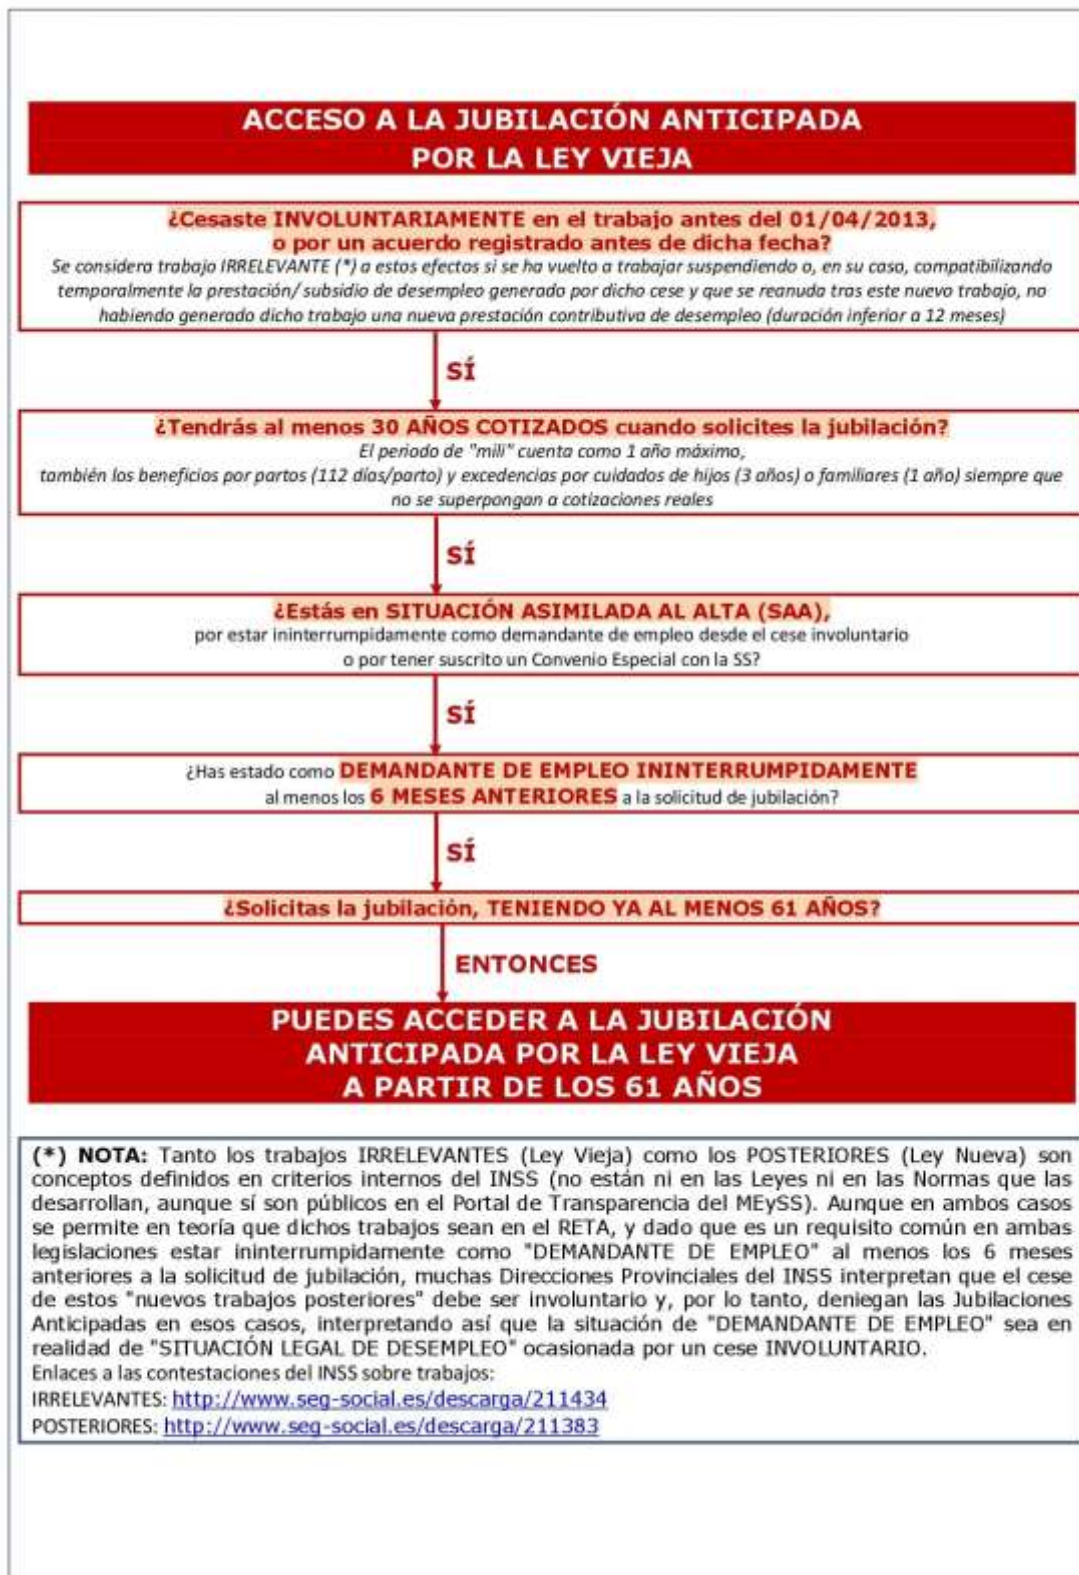 ACCESO A LA JUBILACIÓN ANTICIPADA
POR LA LEY VIEJA
¿Cesaste INVOLUNTARIAMENTE en el trabajo antes del 01/04/2013,
o por un acuerdo registrado antes de dicha fecha?
Se considera trabajo IRRELEVANTE (*) a estos efectos si se ha vuelto a trabajar suspendiendo o, en su caso, compatibilizando
temporalmente la prestación/ subsidio de desempleo generado por dicho cese y que se reanuda tras este nuevo trabajo, no
habiendo generado dicho trabajo una nueva prestación contributiva de desempleo (duración inferior a 12 meses)
SÍ
¿Tendrás al menos 30 AÑOS COTIZADOS cuando solicites la jubilación?
El periodo de "mili" cuenta como 1 año máximo,
también los beneficios por partos (112 días/parto) y excedencias por cuidados de hijos (3 años) o familiares (1 año) siempre que
no se superpongan a cotizaciones reales
SÍ
¿Estás en SITUACIÓN ASIMILADA AL ALTA (SAA),
por estar ininterrumpidamente como demandante de empleo desde el cese involuntario
o por tener suscrito un Convenio Especial con la SS?
SÍ
¿Has estado como DEMANDANTE DE EMPLEO ININTERRUMPIDAMENTE
al menos los 6 MESES ANTERIORES a la solicitud de jubilación?
SÍ
¿Solicitas la jubilación, TENIENDO YA AL MENOS 61 AÑOS?
ENTONCES
PUEDES ACCEDER A LA JUBILACIÓN
ANTICIPADA POR LA LEY VIEJA
A PARTIR DE LOS 61 AÑOS
(*) NOTA: Tanto los trabajos IRRELEVANTES (Ley Vieja) como los POSTERIORES (Ley Nueva) son
conceptos definidos en criterios internos del INSS (no están ni en las Leyes ni en las Normas que las
desarrollan, aunque sí son públicos en el Portal de Transparencia del MEySS). Aunque en ambos casos
se permite en teoría que dichos trabajos sean en el RETA, y dado que es un requisito común en ambas
legislaciones estar ininterrumpidamente como "DEMANDANTE DE EMPLEO" al menos los 6 meses
anteriores a la solicitud de jubilación, muchas Direcciones Provinciales del INSS interpretan que el cese
de estos "nuevos trabajos posteriores" debe ser involuntario y, por lo tanto, deniegan las Jubilaciones
Anticipadas en esos casos, interpretando así que la situación de "DEMANDANTE DE EMPLEO" sea en
realidad de "SITUACIÓN LEGAL DE DESEMPLEO" ocasionada por un cese INVOLUNTARIO.
Enlaces a las contestaciones del INSS sobre trabajos:
IRRELEVANTES: http://www.seg-social.es/descarga/211434
POSTERIORES: http://www.seg-social.es/descarga/211383